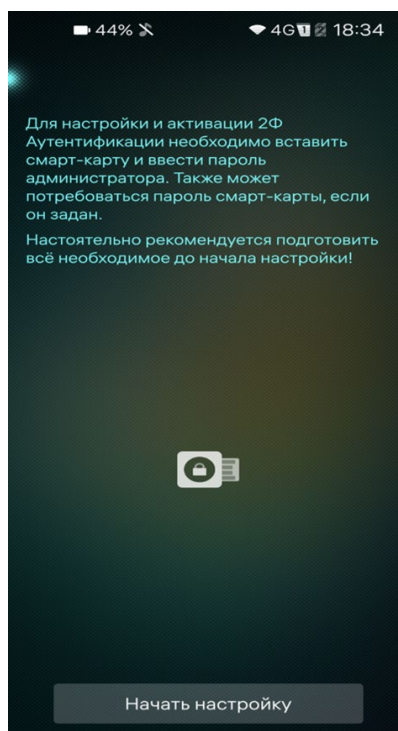 44% 4G 1 18:34
Для настройки и активации 2Ф
Аутентификации необходимо вставить
смарт-карту и ввести пароль
администратора. Также может
потребоваться пароль смарт-карты, если
он задан.
Настоятельно рекомендуется подготовить
всё необходимое до начала настройки!
Начать настройку